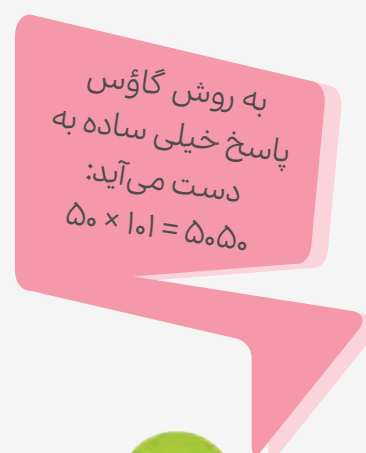 به روش گاؤس
پاسخ خیلی ساده به
دست می‌آید:
۵۰ × ۱۰۱ = ۵۰۵۰